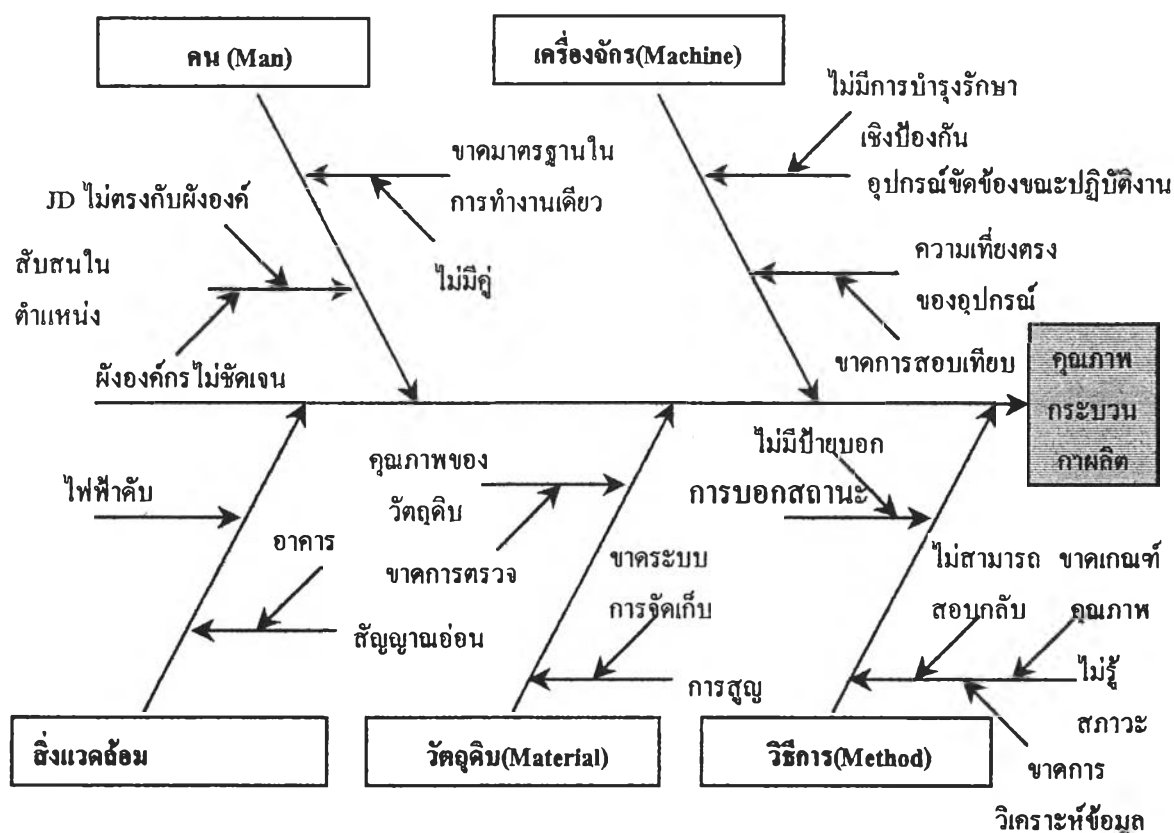 คน (Man)
เครื่องจักร(Machine)
ไม่มีการบำรุงรักษา
เชิงป้องกัน
อุปกรณ์ขัดข้องขณะปฏิบัติงาน
ขาดมาตรฐานใน
การทำงานเดียว
JD ไม่ตรงกับผังองค์
สับสนใน
ตำแหน่ง
ไม่มีคู่
ความเที่ยงตรง
ของอุปกรณ์
ผังองค์กรไม่ชัดเจน
ขาดการสอบเทียบ
คุณภาพ
กระบวน
กาผลิต
ไฟฟ้าดับ
อาคาร
สัญญาณอ่อน
คุณภาพของ
วัตถุดิบ
ขาดการตรวจ
ขาดระบบ
การจัดเก็บ
การสูญ
ไม่มีป้ายบอก
การบอกสถานะ
ไม่สามารถ
สอบกลับ
ขาดเกณฑ์
คุณภาพ
ไม่รู้
สภาวะ
ขาดการ
วิเคราะห์ข้อมูล
สิ่งแวดล้อม
วัตถุดิบ(Material)
วิธีการ(Method)